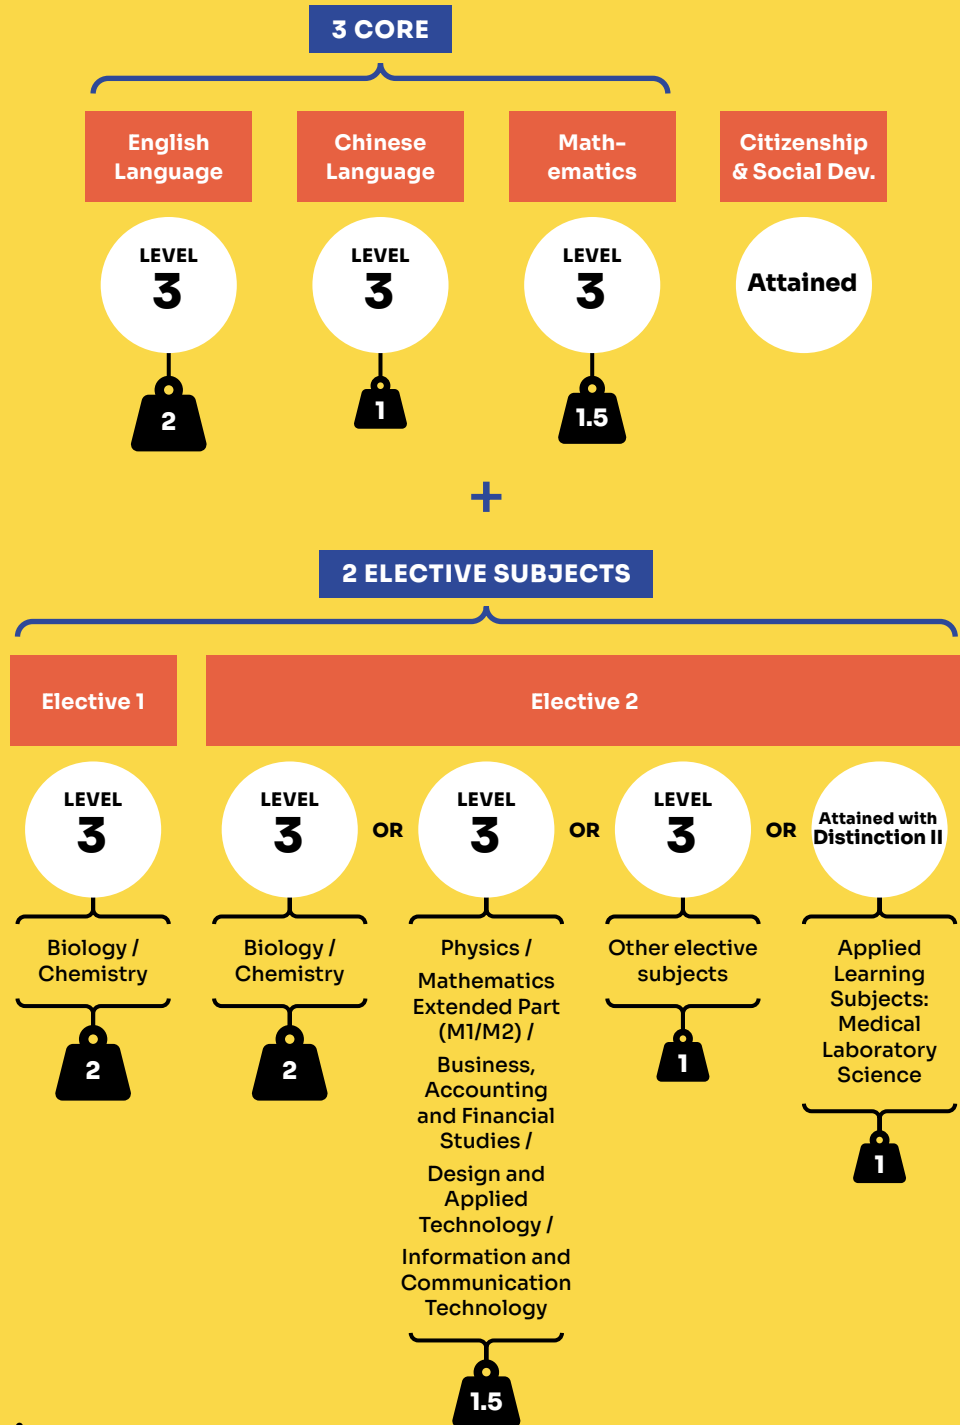 3 CORE
English
Language
Chinese
Language
Math-
ematics
Citizenship
& Social Dev.
LEVEL
3
LEVEL
3
LEVEL
3
Attained
2
1
1.5
+
2 ELECTIVE SUBJECTS
Elective 1
Elective 2
LEVEL
3
LEVEL
3
OR
LEVEL
3
OR
LEVEL
3
OR
Attained with
Distinction II
Biology /
Chemistry
2
Biology /
Chemistry
2
Physics /
Mathematics
Extended Part
(M1/M2) /
Business,
Accounting
and Financial
Studies /
Design and
Applied
Technology /
Information and
Communication
Technology
1.5
Other elective
subjects
1
Applied
Learning
Subjects:
Medical
Laboratory
Science
1